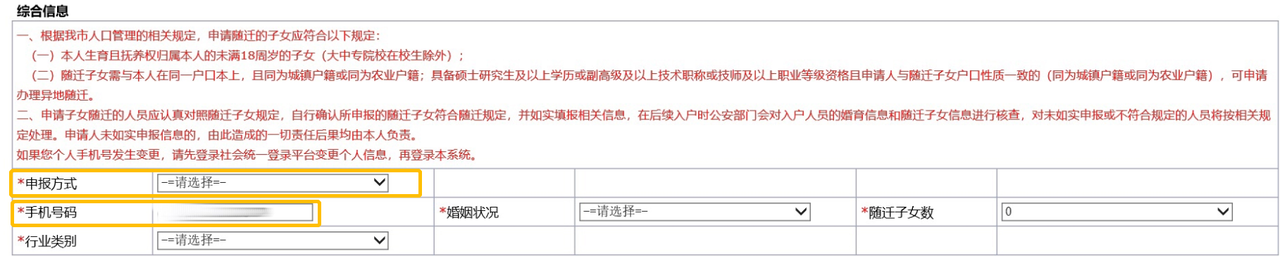 综合信息
一、根据我市人口管理的相关规定，申请随迁的子女应符合以下规定：
（一）本人生育且抚养权归属本人的未满18周岁的子女（大中专院校在校生除外）；
（二）随迁子女需与本人在同一户口本上，且同为城镇户籍或同为农业户籍；具备硕士研究生及以上学历或副高级及以上技术职称或技师及以上职业等级资格且申请人与随迁子女户口性质一致的（同为城镇户籍或同为农业户籍），可申请
办理异地随迁。
二、申请子女随迁的人员应认真对照随迁子女规定，自行确认所申报的随迁子女符合随迁规定，并如实填报相关信息，在后续入户时公安部门会对入户人员的婚育信息和随迁子女信息进行核查，对未如实申报或不符合规定的人员将按相关规
定处理。申请人未如实申报信息的，由此造成的一切责任后果均由本人负责。
如果您个人手机号发生变更，请先登录社会统一登录平台变更个人信息，再登录本系统。
*申报方式 -=请选择=-
*手机号码 *婚姻状况 -=请选择=- *随迁子女数 0
*行业类别 -=请选择=-